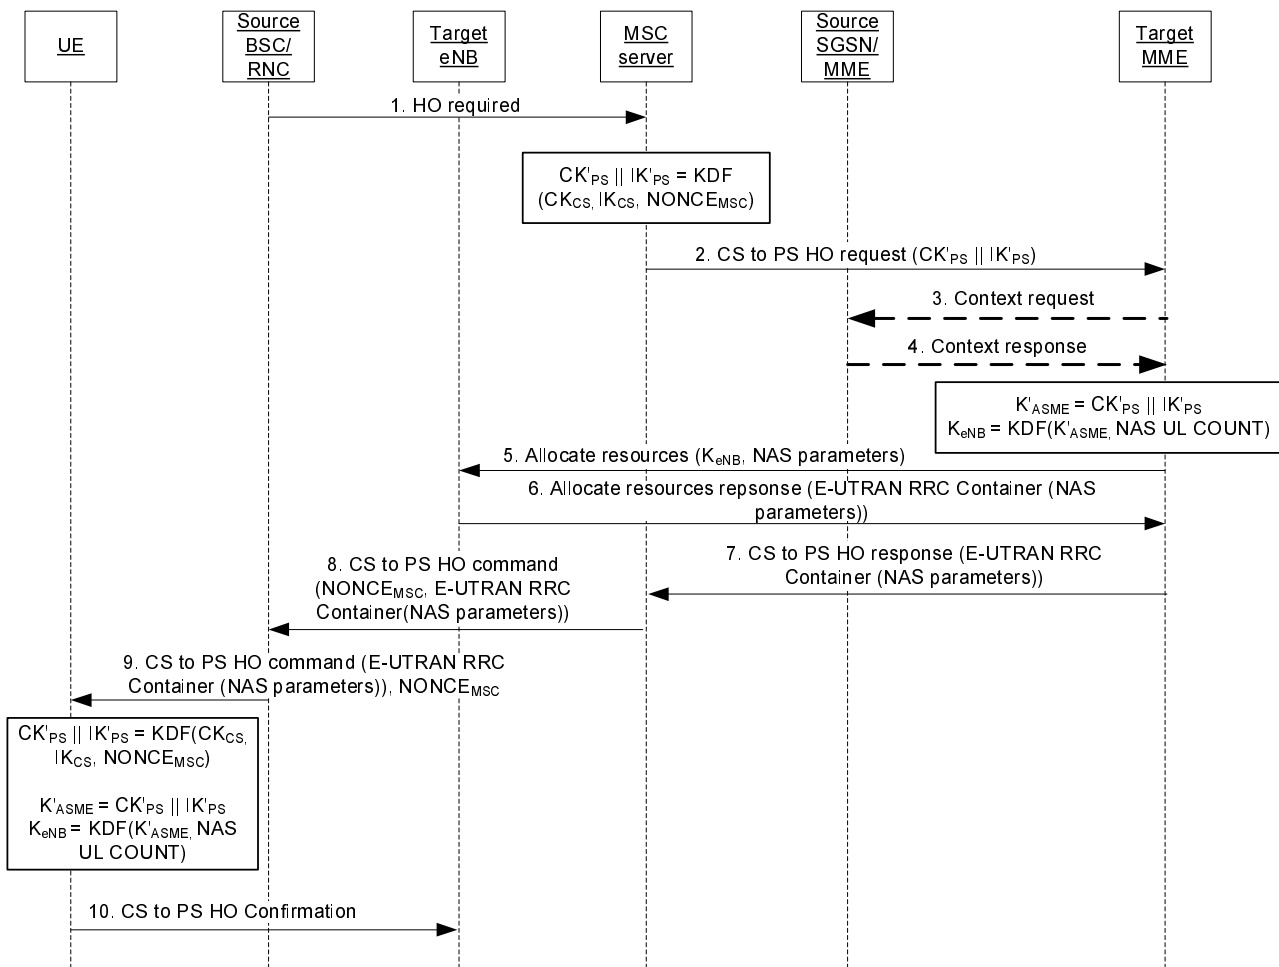 UE
Source
BSC/
RNC
Target
eNB
MSC
server
Source
SGSN/
MME
Target
MME
1. HO required
CK'PS || IK'PS = KDF
(CKCS, IKCS, NONCEMSC)
2. CS to PS HO request (CK'PS || IK'PS)
3. Context request
4. Context response
K'ASME = CK'PS || IK'PS
KeNB = KDF(K'ASME, NAS UL COUNT)
5. Allocate resources (KeNB, NAS parameters)
6. Allocate resources repsonse (E-UTRAN RRC Container (NAS
parameters))
7. CS to PS HO response (E-UTRAN RRC
Container (NAS parameters))
8. CS to PS HO command
(NONCEMSC, E-UTRAN RRC
Container(NAS parameters))
9. CS to PS HO command (E-UTRAN RRC
Container (NAS parameters)), NONCEMSC
CK'PS || IK'PS = KDF(CKCS,
IKCS, NONCEMSC)
K'ASME = CK'PS || IK'PS
KeNB = KDF(K'ASME, NAS
UL COUNT)
10. CS to PS HO Confirmation